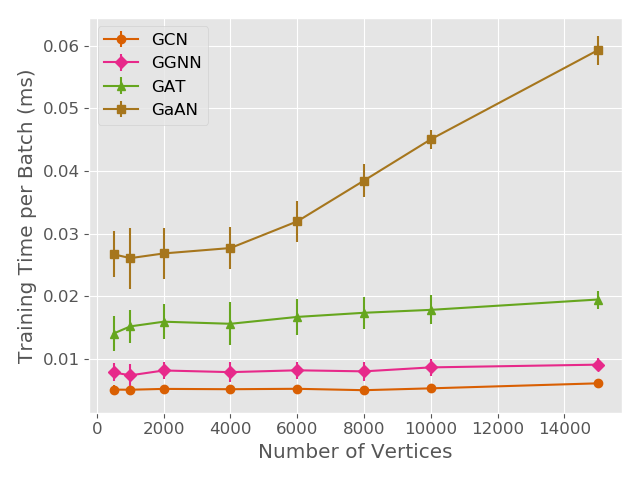 GCN
GGNN
GAT
GaAN
0.06
0.05
0.04
0.03
0.02
0.01
Training Time per Batch (ms)
0 2000 4000 6000 8000 10000 12000 14000
Number of Vertices